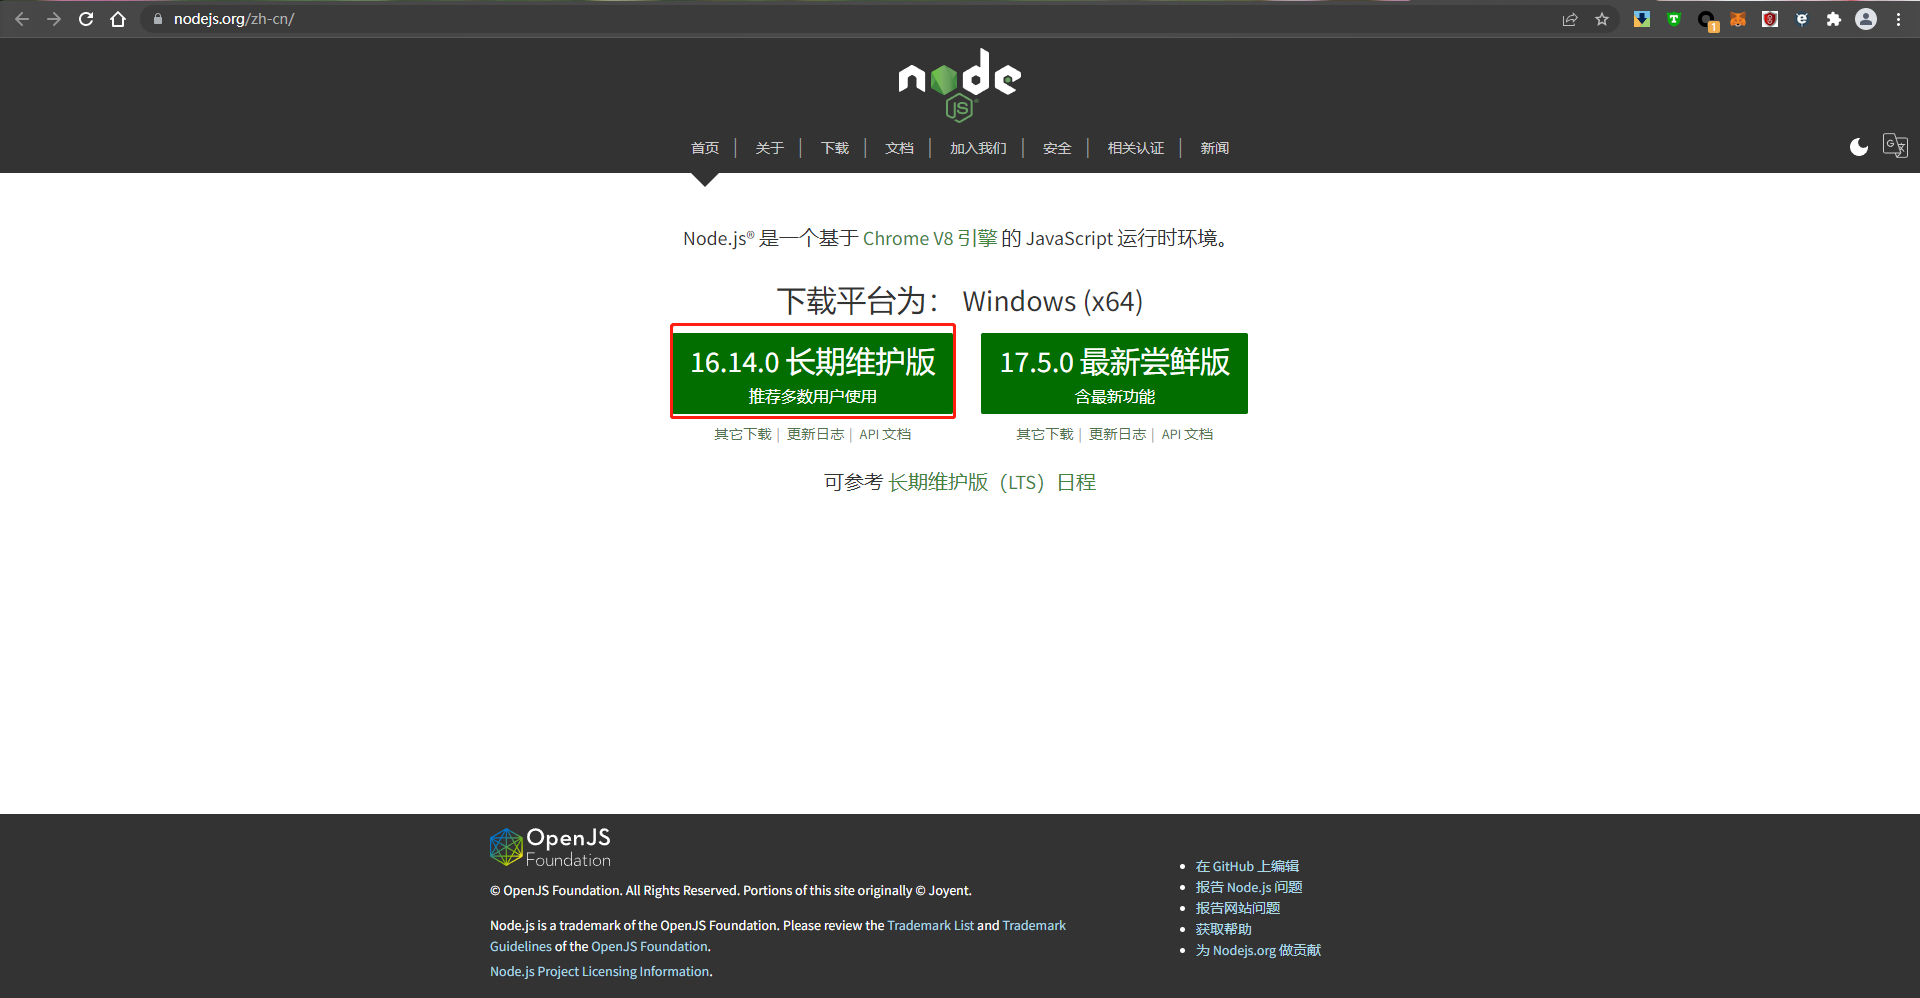 nodejs.org/zh-cn/
1
node
JS
首页 | 关于 | 下载 | 文档 | 加入我们 | 安全 | 相关认证 | 新闻
Node.js® 是一个基于 Chrome V8 引擎 的 JavaScript 运行时环境。
下载平台为： Windows (x64)
16.14.0 长期维护版
推荐多数用户使用
17.5.0 最新尝鲜版
含最新功能
其它下载 | 更新日志 | API 文档
其它下载 | 更新日志 | API 文档
可参考 长期维护版（LTS）日程
OpenJS
Foundation
© OpenJS Foundation. All Rights Reserved. Portions of this site originally © Joyent.
Node.js is a trademark of the OpenJS Foundation. Please review the Trademark List and Trademark
Guidelines of the OpenJS Foundation.
Node.js Project Licensing Information.
在 GitHub 上编辑
报告 Node.js 问题
报告网站问题
获取帮助
为 Nodejs.org 做贡献